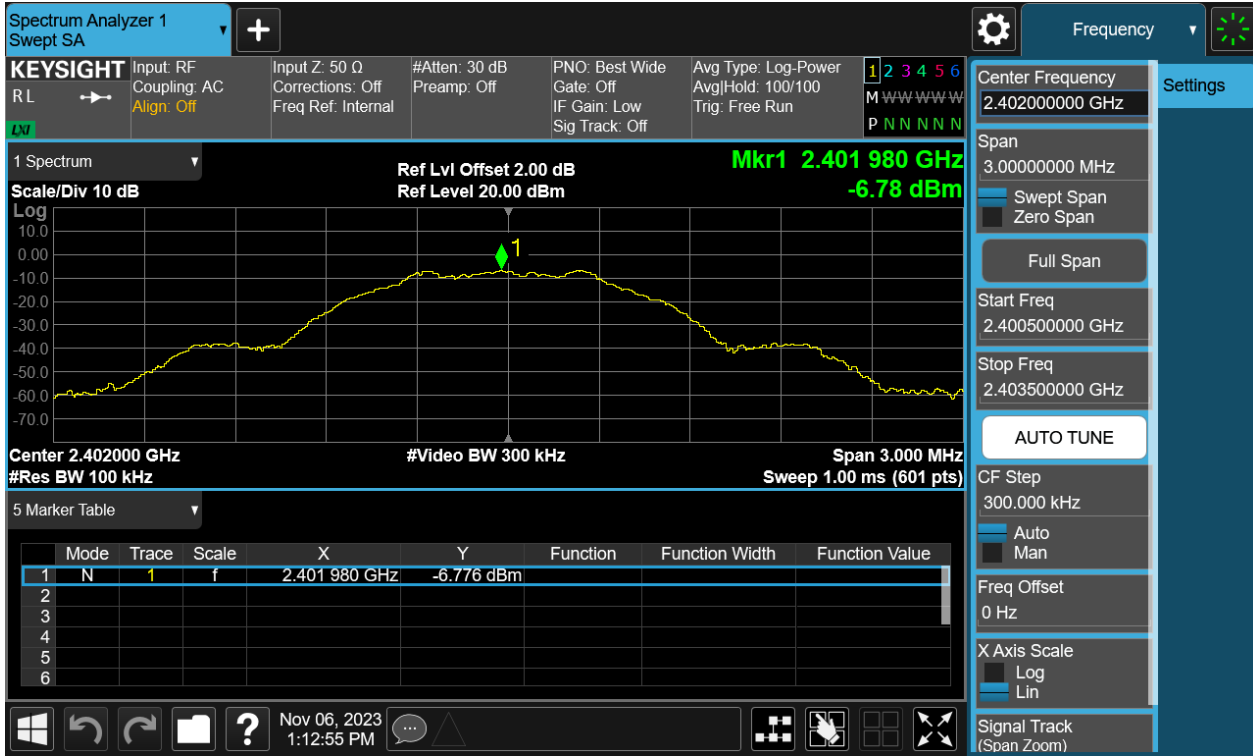 Spectrum Analyzer 1
Swept SA
Frequency
KEYSIGHT
R L
LXI
Input: RF
Coupling: AC
Align: Off
Input Z: 50 Ω
Corrections: Off
Freq Ref: Internal
#Atten: 30 dB
Preamp: Off
PNO: Best Wide
Gate: Off
IF Gain: Low
Sig Track: Off
Avg Type: Log-Power
Avg|Hold: 100/100
Trig: Free Run
1 2 3 4 5 6
M W W W W W
P N N N N N
1 Spectrum
Scale/Div 10 dB
Ref Lvl Offset 2.00 dB
Ref Level 20.00 dBm
Mkr1 2.401 980 GHz
-6.78 dBm
Log
10.0
0.00
-10.0
-20.0
-30.0
-40.0
-50.0
-60.0
-70.0
1
Center 2.402000 GHz
#Res BW 100 kHz
#Video BW 300 kHz
Span 3.000 MHz
Sweep 1.00 ms (601 pts)
5 Marker Table
Mode Trace Scale X Y Function Function Width Function Value
1 N 1 f 2.401 980 GHz -6.776 dBm
2
3
4
5
6
Nov 06, 2023
1:12:55 PM
Center Frequency
2.402000000 GHz
Settings
Span
3.00000000 MHz
Swept Span
Zero Span
Full Span
Start Freq
2.400500000 GHz
Stop Freq
2.403500000 GHz
AUTO TUNE
CF Step
300.000 kHz
Auto
Man
Freq Offset
0 Hz
X Axis Scale
Log
Lin
Signal Track
(Span Zoom)